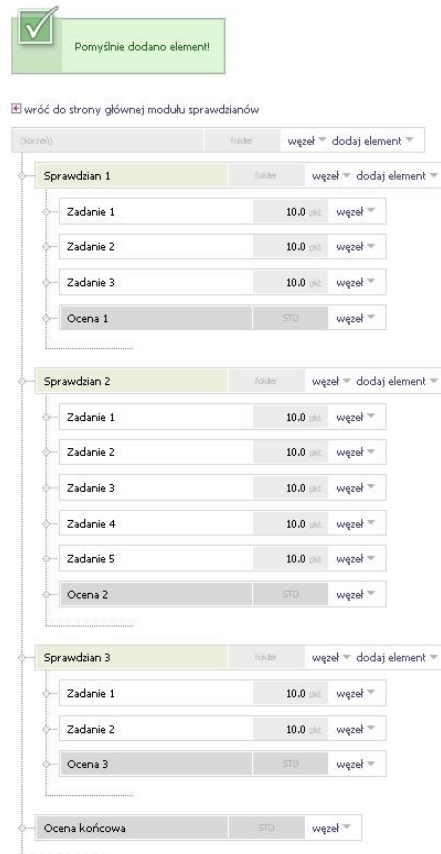 Pomyślnie dodano element!
wróć do strony głównej modułu sprawdzianów
(korzeń) folder węzeł dodaj element
Sprawdzian 1 folder węzeł dodaj element
Zadanie 1 10.0 pkt węzeł
Zadanie 2 10.0 pkt węzeł
Zadanie 3 10.0 pkt węzeł
Ocena 1 STD węzeł
Sprawdzian 2 folder węzeł dodaj element
Zadanie 1 10.0 pkt węzeł
Zadanie 2 10.0 pkt węzeł
Zadanie 3 10.0 pkt węzeł
Zadanie 4 10.0 pkt węzeł
Zadanie 5 10.0 pkt węzeł
Ocena 2 STD węzeł
Sprawdzian 3 folder węzeł dodaj element
Zadanie 1 10.0 pkt węzeł
Zadanie 2 10.0 pkt węzeł
Ocena 3 STD węzeł
Ocena końcowa STD węzeł